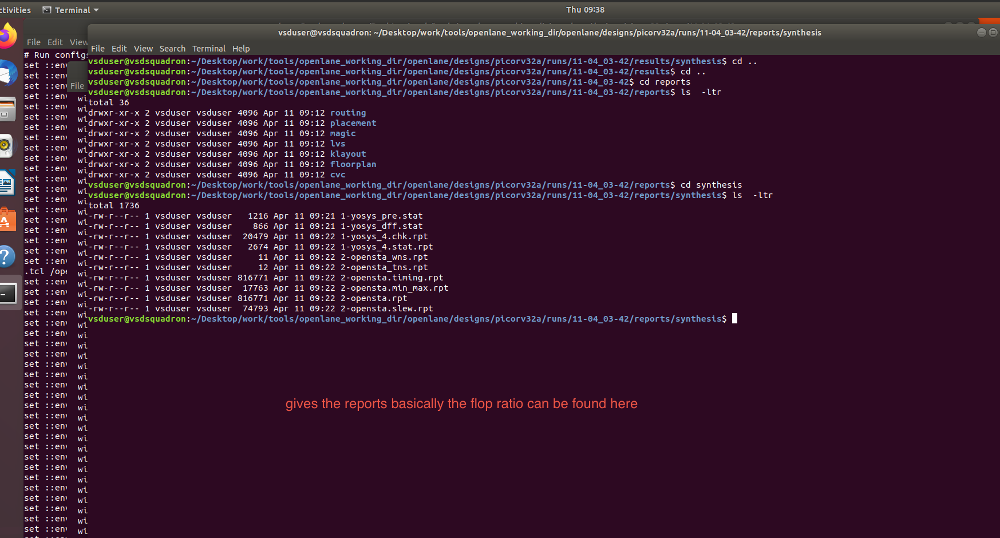 ctivities Terminal Thu 09:38
vsduser@vsdsquadron: ~/Desktop/work/tools/openlane_working_dir/openlane/designs/picorv32a/runs/11-04_03-42/reports/synthesis
File Edit View
File Edit View Search Terminal Help
# Run configs
vsduser@vsdsquadron:~/Desktop/work/tools/openlane_working_dir/openlane/designs/picorv32a/runs/11-04_03-42/results/synthesis$ cd ..
vsduser@vsdsquadron:~/Desktop/work/tools/openlane_working_dir/openlane/designs/picorv32a/runs/11-04_03-42/results$ cd ..
vsduser@vsdsquadron:~/Desktop/work/tools/openlane_working_dir/openlane/designs/picorv32a/runs/11-04_03-42$ cd reports
File
vsduser@vsdsquadron:~/Desktop/work/tools/openlane_working_dir/openlane/designs/picorv32a/runs/11-04_03-42/reports$ ls  -ltr
total 36
drwxr-xr-x 2 vsduser vsduser 4096 Apr 11 09:12 routing
drwxr-xr-x 2 vsduser vsduser 4096 Apr 11 09:12 placement
drwxr-xr-x 2 vsduser vsduser 4096 Apr 11 09:12 magic
drwxr-xr-x 2 vsduser vsduser 4096 Apr 11 09:12 lvs
drwxr-xr-x 2 vsduser vsduser 4096 Apr 11 09:12 klayout
drwxr-xr-x 2 vsduser vsduser 4096 Apr 11 09:12 floorplan
drwxr-xr-x 2 vsduser vsduser 4096 Apr 11 09:12 cvc
vsduser@vsdsquadron:~/Desktop/work/tools/openlane_working_dir/openlane/designs/picorv32a/runs/11-04_03-42/reports$ cd synthesis
vsduser@vsdsquadron:~/Desktop/work/tools/openlane_working_dir/openlane/designs/picorv32a/runs/11-04_03-42/reports/synthesis$ ls  -ltr
total 1736
-rw-r--r-- 1 vsduser vsduser   1216 Apr 11 09:21 1-yosys_pre.stat
-rw-r--r-- 1 vsduser vsduser    866 Apr 11 09:21 1-yosys_dff.stat
-rw-r--r-- 1 vsduser vsduser  20479 Apr 11 09:22 1-yosys_4.chk.rpt
-rw-r--r-- 1 vsduser vsduser   2674 Apr 11 09:22 1-yosys_4.stat.rpt
-rw-r--r-- 1 vsduser vsduser     11 Apr 11 09:22 2-opensta_wns.rpt
-rw-r--r-- 1 vsduser vsduser     12 Apr 11 09:22 2-opensta_tns.rpt
-rw-r--r-- 1 vsduser vsduser 816771 Apr 11 09:22 2-opensta.timing.rpt
-rw-r--r-- 1 vsduser vsduser  17763 Apr 11 09:22 2-opensta.min_max.rpt
-rw-r--r-- 1 vsduser vsduser 816771 Apr 11 09:22 2-opensta.rpt
-rw-r--r-- 1 vsduser vsduser  74793 Apr 11 09:22 2-opensta.slew.rpt
vsduser@vsdsquadron:~/Desktop/work/tools/openlane_working_dir/openlane/designs/picorv32a/runs/11-04_03-42/reports/synthesis$
gives the reports basically the flop ratio can be found here